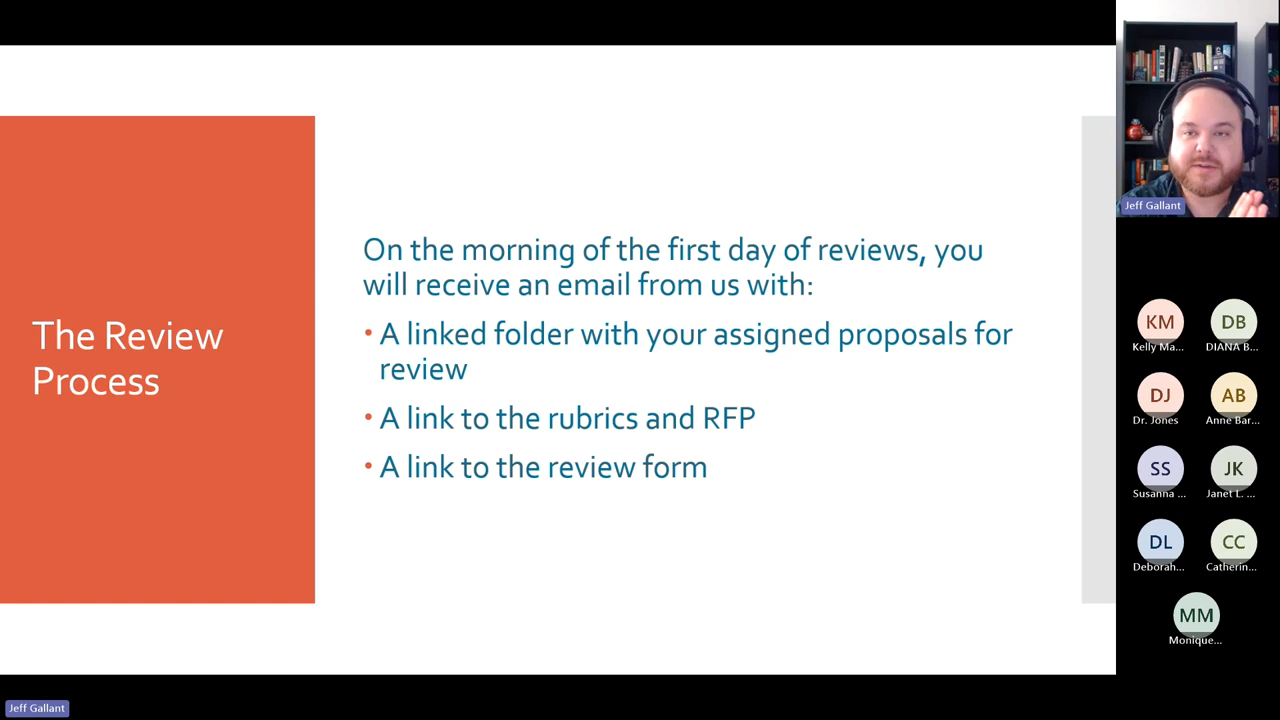 The Review
Process
On the morning of the first day of reviews, you
will receive an email from us with:
• A linked folder with your assigned proposals for
review
• A link to the rubrics and RFP
• A link to the review form
Jeff Gallant
KM
Kelly Ma...
DB
DIANA B...
DJ
Dr. Jones
AB
Anne Bar...
SS
Susanna ...
JK
Janet L. ...
DL
Deborah...
CC
Catherin...
MM
Monique...
Jeff Gallant